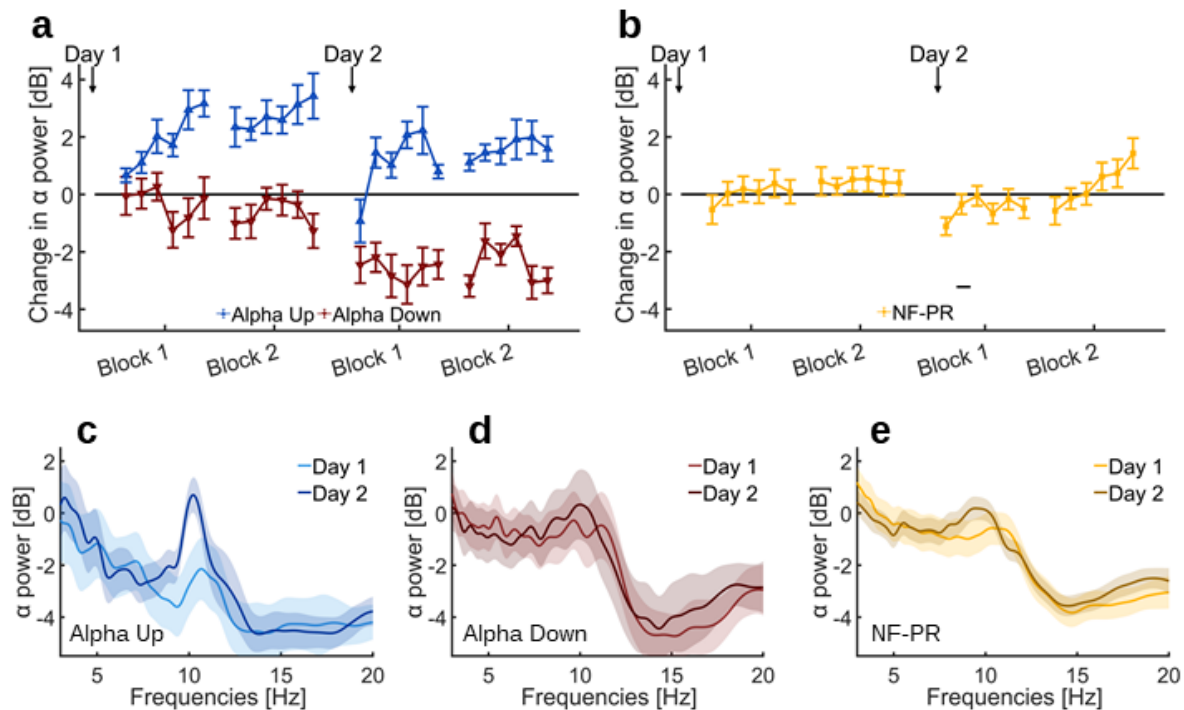 a
Day 1
Day 2
Change in α power [dB]
4
2
0
-2
-4
Alpha Up Alpha Down
Block 1
Block 2
Block 1
Block 2
b
Day 1
Day 2
Change in α power [dB]
4
2
0
-2
-4
NF-PR
Block 1
Block 2
Block 1
Block 2
c
α power [dB]
2
0
-2
-4
Day 1
Day 2
Alpha Up
5 10 15 20
Frequencies [Hz]
d
α power [dB]
2
0
-2
-4
Day 1
Day 2
Alpha Down
5 10 15 20
Frequencies [Hz]
e
α power [dB]
2
0
-2
-4
Day 1
Day 2
NF-PR
5 10 15 20
Frequencies [Hz]